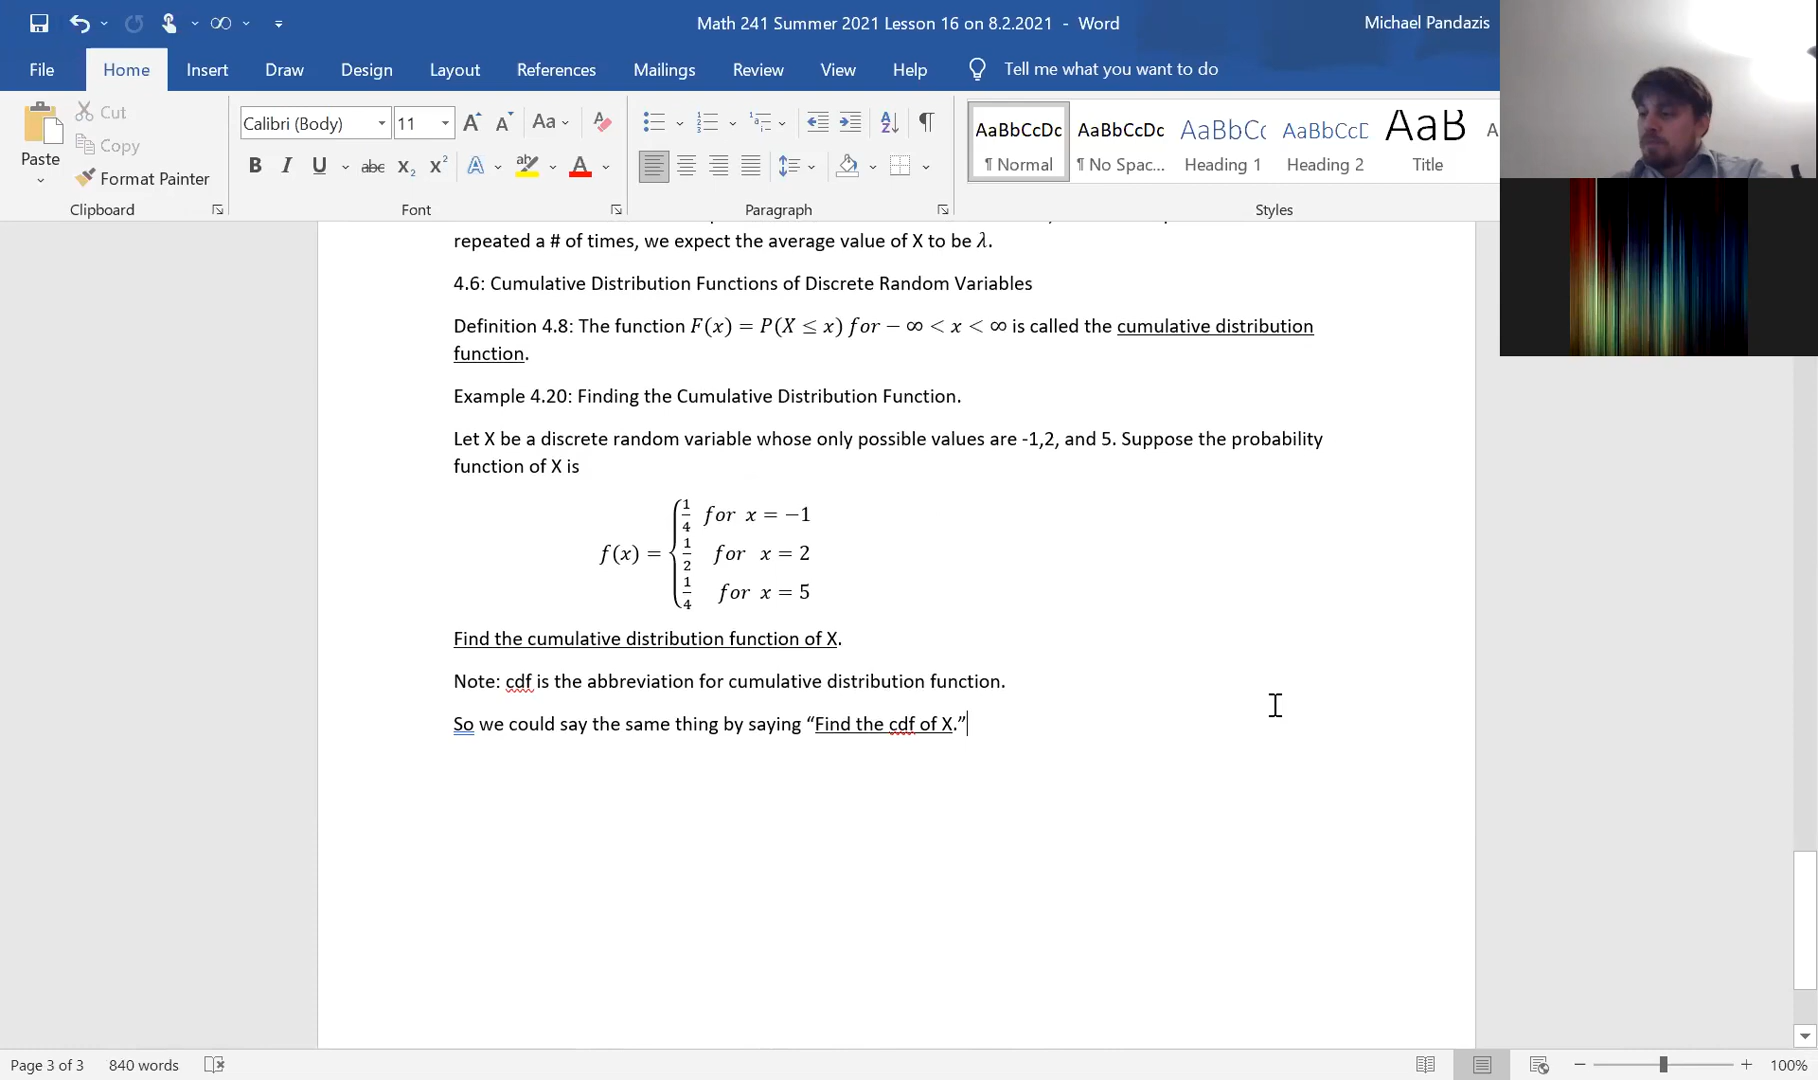 Math 241 Summer 2021 Lesson 16 on 8.2.2021 - Word
Michael Pandazis
File Home Insert Draw Design Layout References Mailings Review View Help Tell me what you want to do
Paste
Cut
Copy
Format Painter
Clipboard
Calibri (Body) 11
Font
Paragraph
AaBbCcDc AaBbCcDc AaBbCc AaBbCcD AaB
¶ Normal ¶ No Spac... Heading 1 Heading 2 Title
Styles
repeated a # of times, we expect the average value of X to be λ.
4.6: Cumulative Distribution Functions of Discrete Random Variables
Definition 4.8: The function F(x) = P(X ≤ x) for − ∞ < x < ∞ is called the cumulative distribution
function.
Example 4.20: Finding the Cumulative Distribution Function.
Let X be a discrete random variable whose only possible values are -1,2, and 5. Suppose the probability
function of X is
1/4 for x = −1
f(x) = { 1/2 for x = 2
1/4 for x = 5
Find the cumulative distribution function of X.
Note: cdf is the abbreviation for cumulative distribution function.
So we could say the same thing by saying “Find the cdf of X.”
Page 3 of 3 840 words 100%